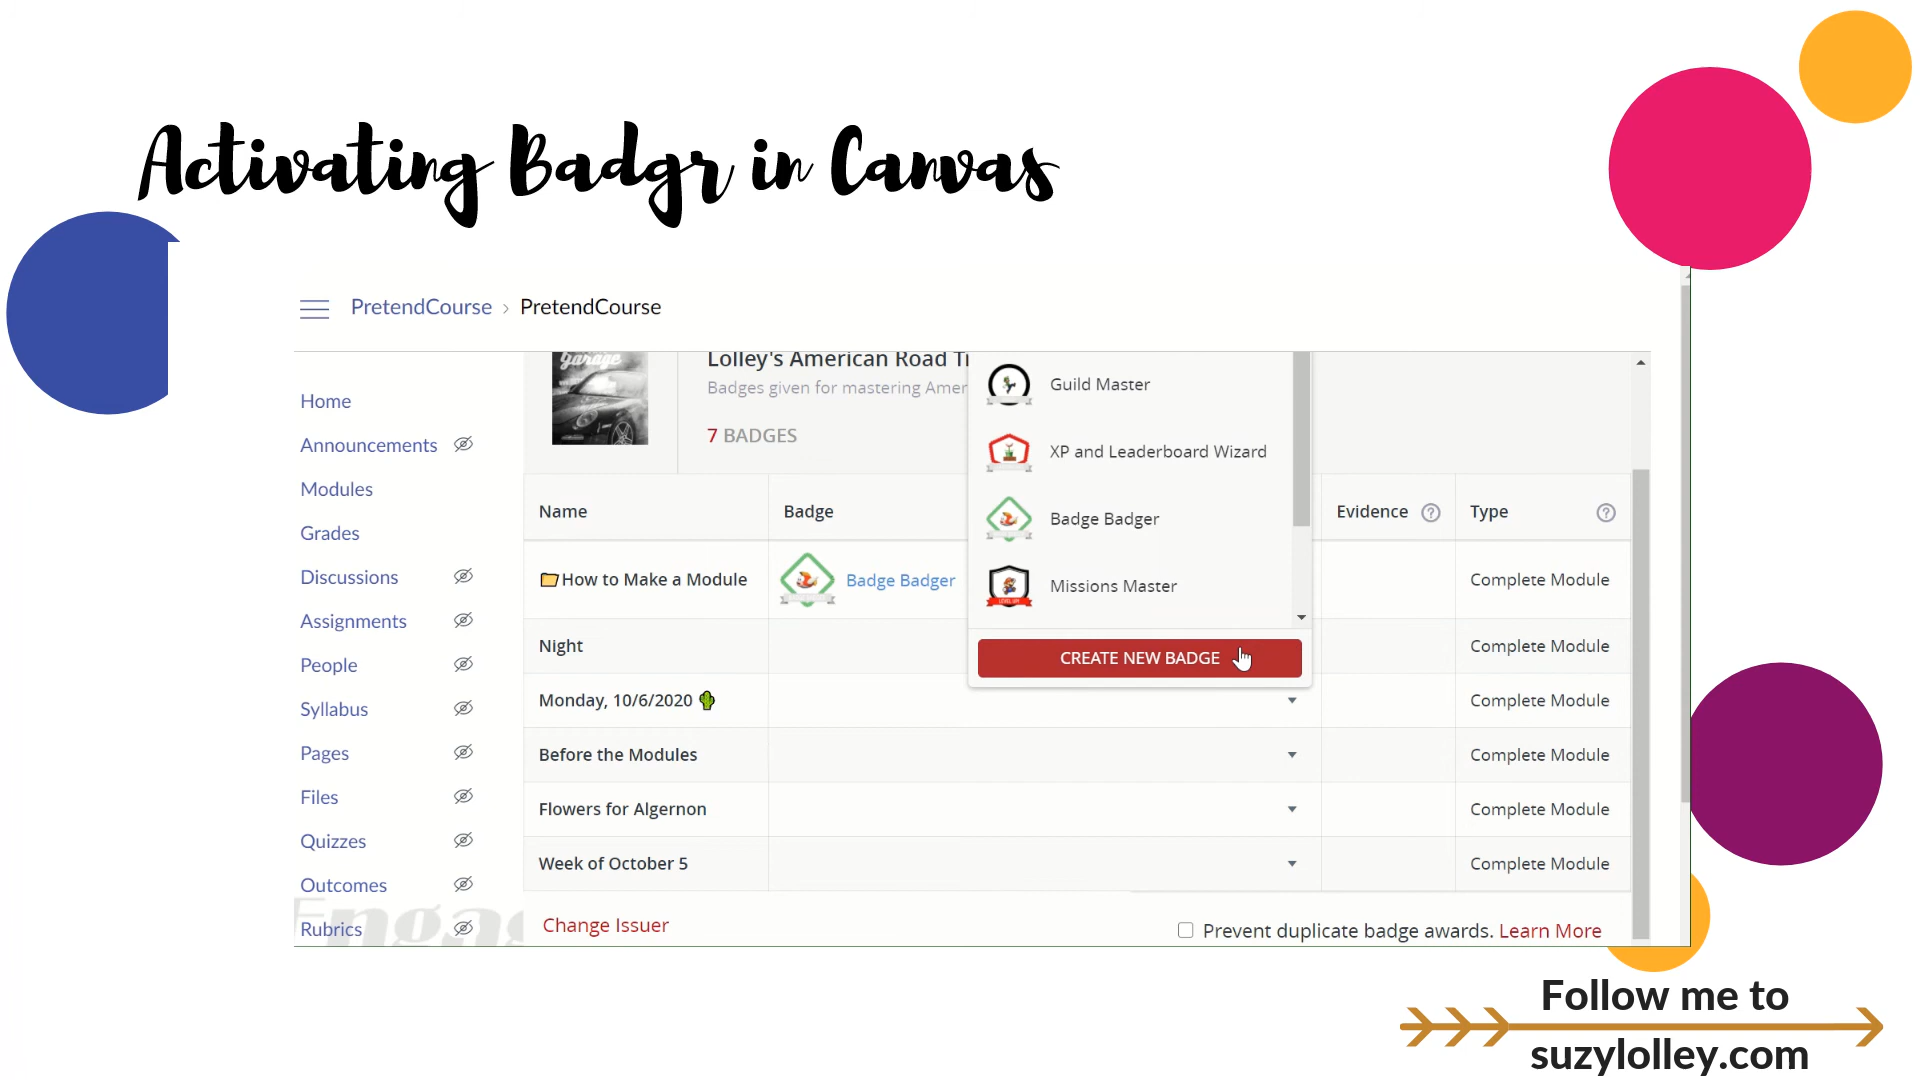 Activating Badgr in Canvas
PretendCourse › PretendCourse
Home
Announcements
Modules
Grades
Discussions
Assignments
People
Syllabus
Pages
Files
Quizzes
Outcomes
Rubrics
Garage
Lolley's American Road
Badges given for mastering
7 BADGES
Guild Master
XP and Leaderboard Wizard
Badge Badger
Missions Master
CREATE NEW BADGE
Name Badge Evidence ? Type ?
How to Make a Module Badge Badger Complete Module
Night Complete Module
Monday, 10/6/2020 Complete Module
Before the Modules Complete Module
Flowers for Algernon Complete Module
Week of October 5 Complete Module
Change Issuer
Prevent duplicate badge awards. Learn More
Follow me to
suzylolley.com